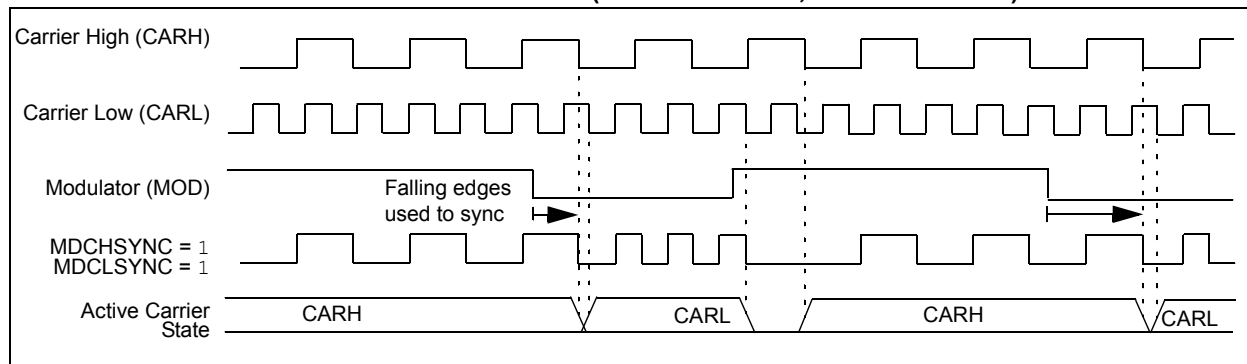 Carrier High (CARH)
Carrier Low (CARL)
Modulator (MOD)
Falling edges
used to sync
MDCHSYNC = 1
MDCLSYNC = 1
Active Carrier
State
CARH
CARL
CARH
CARL